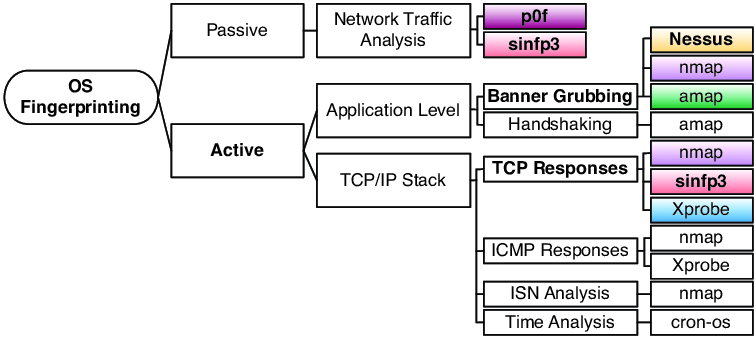 OS
Fingerprinting
Passive
Network Traffic
Analysis
p0f
sinfp3
Active
Application Level
Banner Grubbing
Nessus
nmap
amap
Handshaking
amap
TCP/IP Stack
TCP Responses
nmap
sinfp3
Xprobe
ICMP Responses
nmap
Xprobe
ISN Analysis
nmap
Time Analysis
cron-os